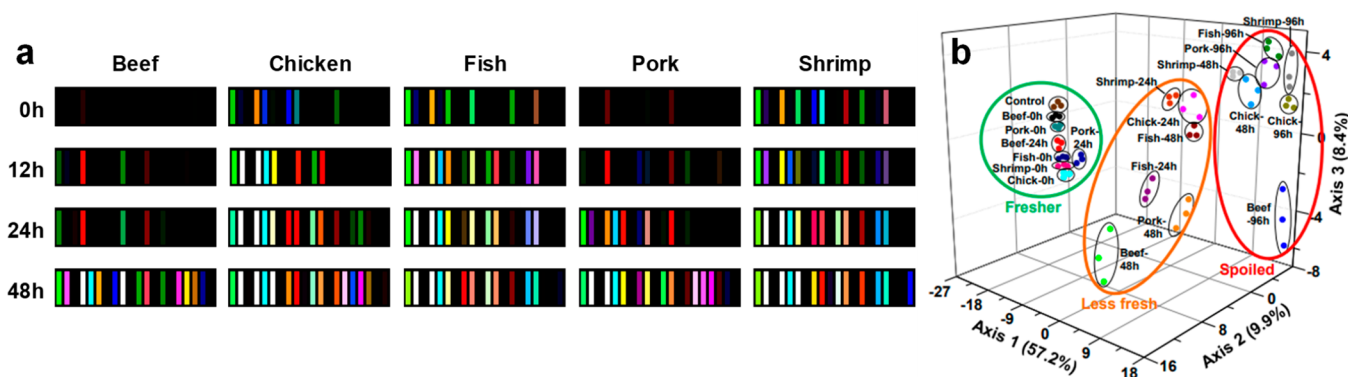 a
Beef Chicken Fish Pork Shrimp
0h
12h
24h
48h
b
Shrimp-96h
Fish-96h
Pork-96h
Shrimp-48h
Shrimp-24h
Control
Beef-0h
Pork-0h
Beef-24h
Fish-0h
Shrimp-0h
Chick-0h
Pork-
24h
Fresher
Chick-24h
Fish-48h
Chick-
48h
Chick-
96h
Fish-24h
Pork-
48h
Beef-
48h
Less fresh
Beef
-96h
Spoiled
4
0
-4
-8
Axis 3 (8.4%)
-27
-18
-9
0
9
18
Axis 1 (57.2%)
16
8
0
Axis 2 (9.9%)